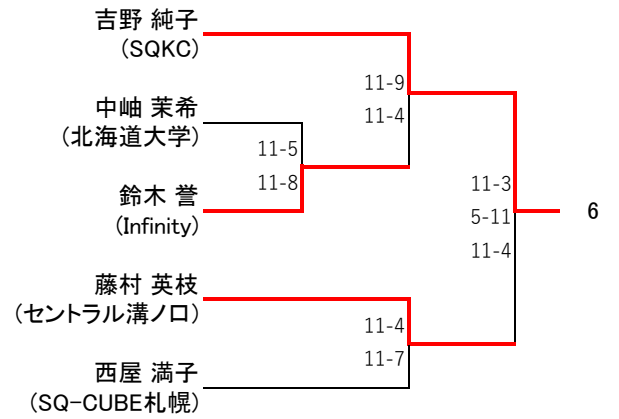 吉野 純子
(SQKC)
11-9
11-4
中岫 茉希
(北海道大学)
11-5
11-8
鈴木 誉
(Infinity)
11-3
5-11
11-4
6
藤村 英枝
(セントラル溝ノ口)
11-4
11-7
西屋 満子
(SQ-CUBE札幌)